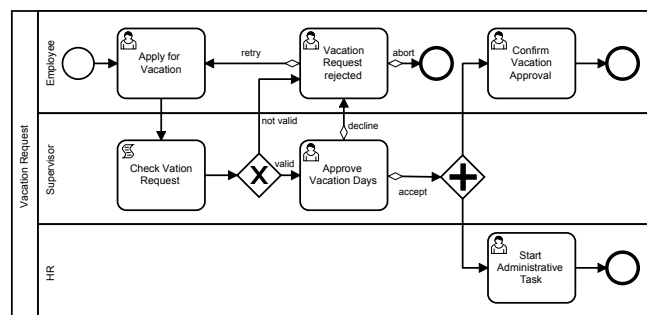 Vacation Request
Employee
Apply for
Vacation
retry
Vacation
Request
rejected
abort
Confirm
Vacation
Approval
Supervisor
Check Vation
Request
not valid
valid
decline
Approve
Vacation Days
accept
HR
Start
Administrative
Task